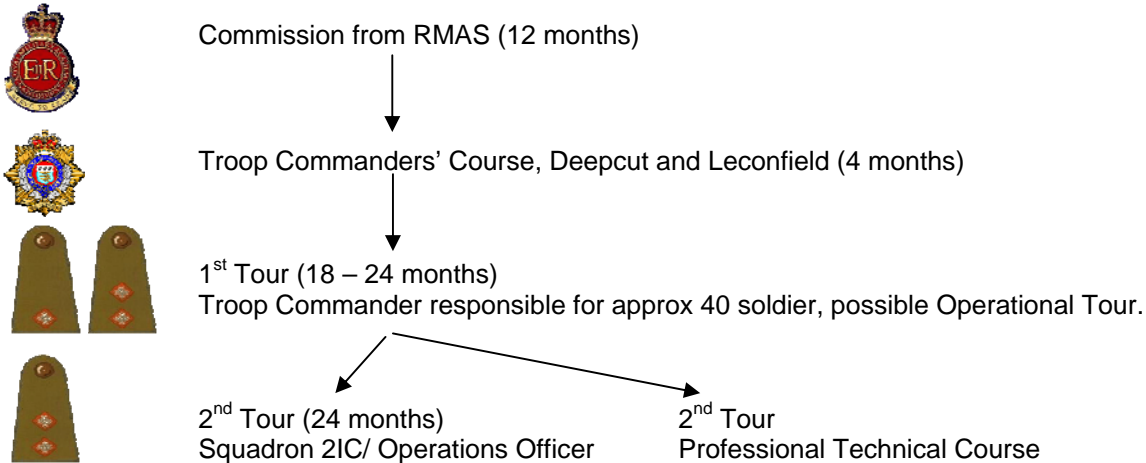 Commission from RMAS (12 months)
EIIR
Troop Commanders’ Course, Deepcut and Leconfield (4 months)
1st Tour (18 – 24 months)
Troop Commander responsible for approx 40 soldier, possible Operational Tour.
2nd Tour (24 months)
Squadron 2IC/ Operations Officer
2nd Tour
Professional Technical Course